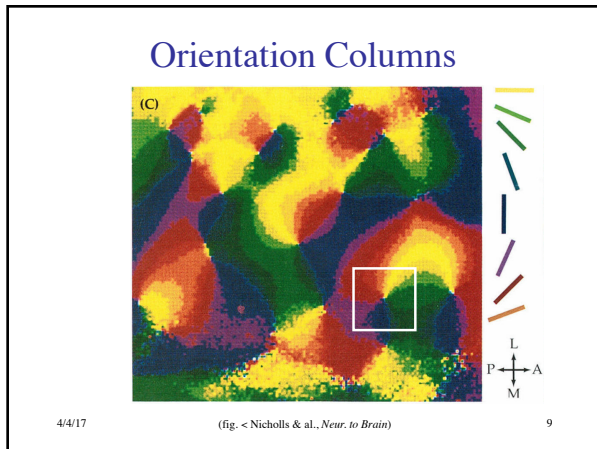 Orientation Columns
(C)
L
P A
M
4/4/17 (fig. < Nicholls & al., Neur. to Brain) 9